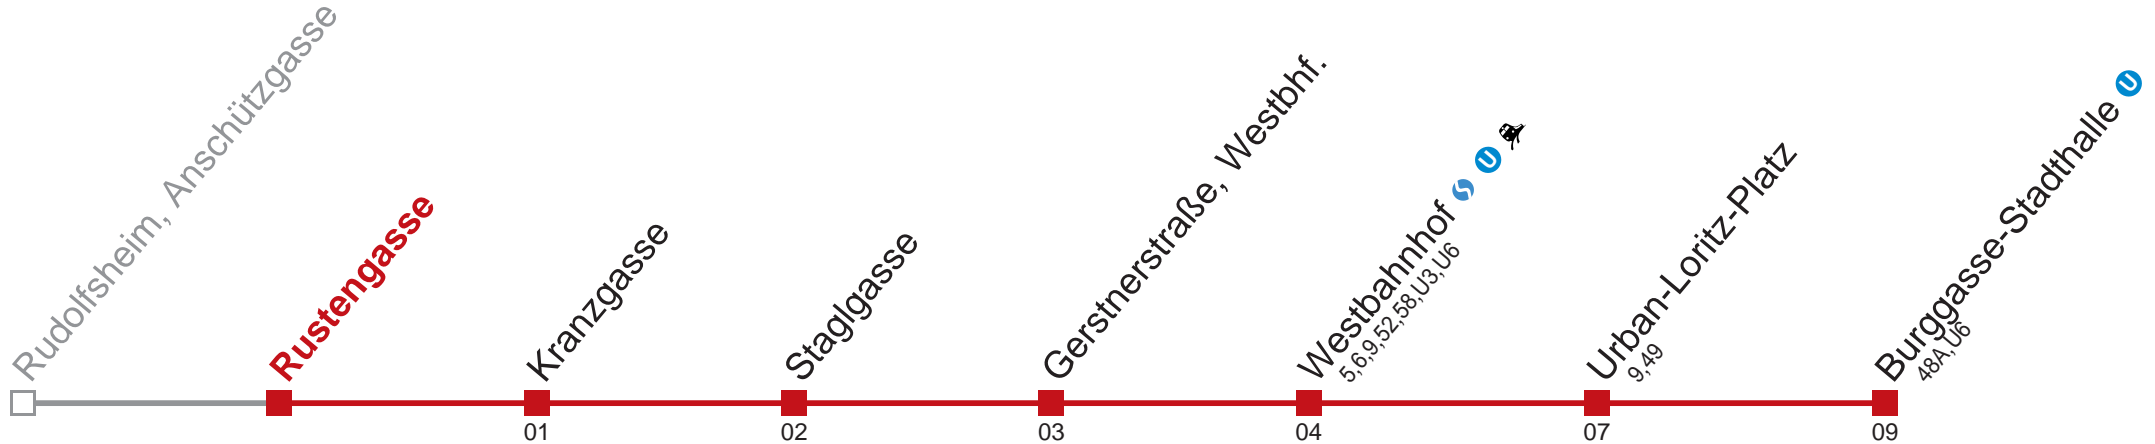 Rudolfsheim, Anschützgasse
Rustengasse
Kranzgasse
Staglgasse
Gerstnerstraße, Westbhf.
Westbahnhof S U
5,6,9,52,58,U3,U6
Urban-Loritz-Platz
9,49
Burggasse-Stadthalle U
48A,U6
01
02
03
04
07
09